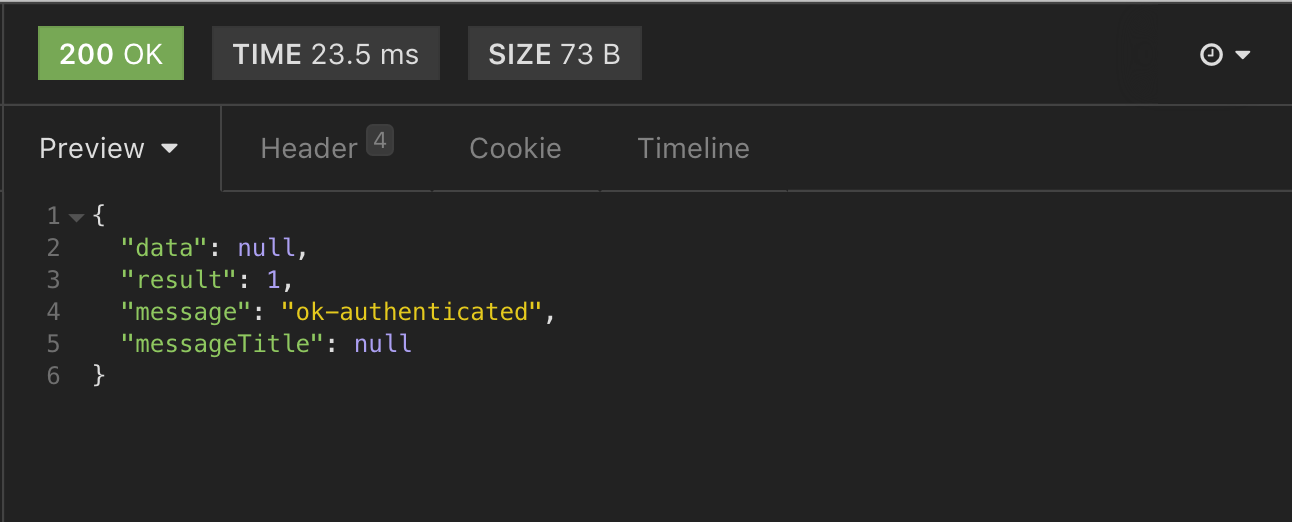 200 OK TIME 23.5 ms SIZE 73 B
Preview Header 4 Cookie Timeline
1 {
2 "data": null,
3 "result": 1,
4 "message": "ok-authenticated",
5 "messageTitle": null
6 }